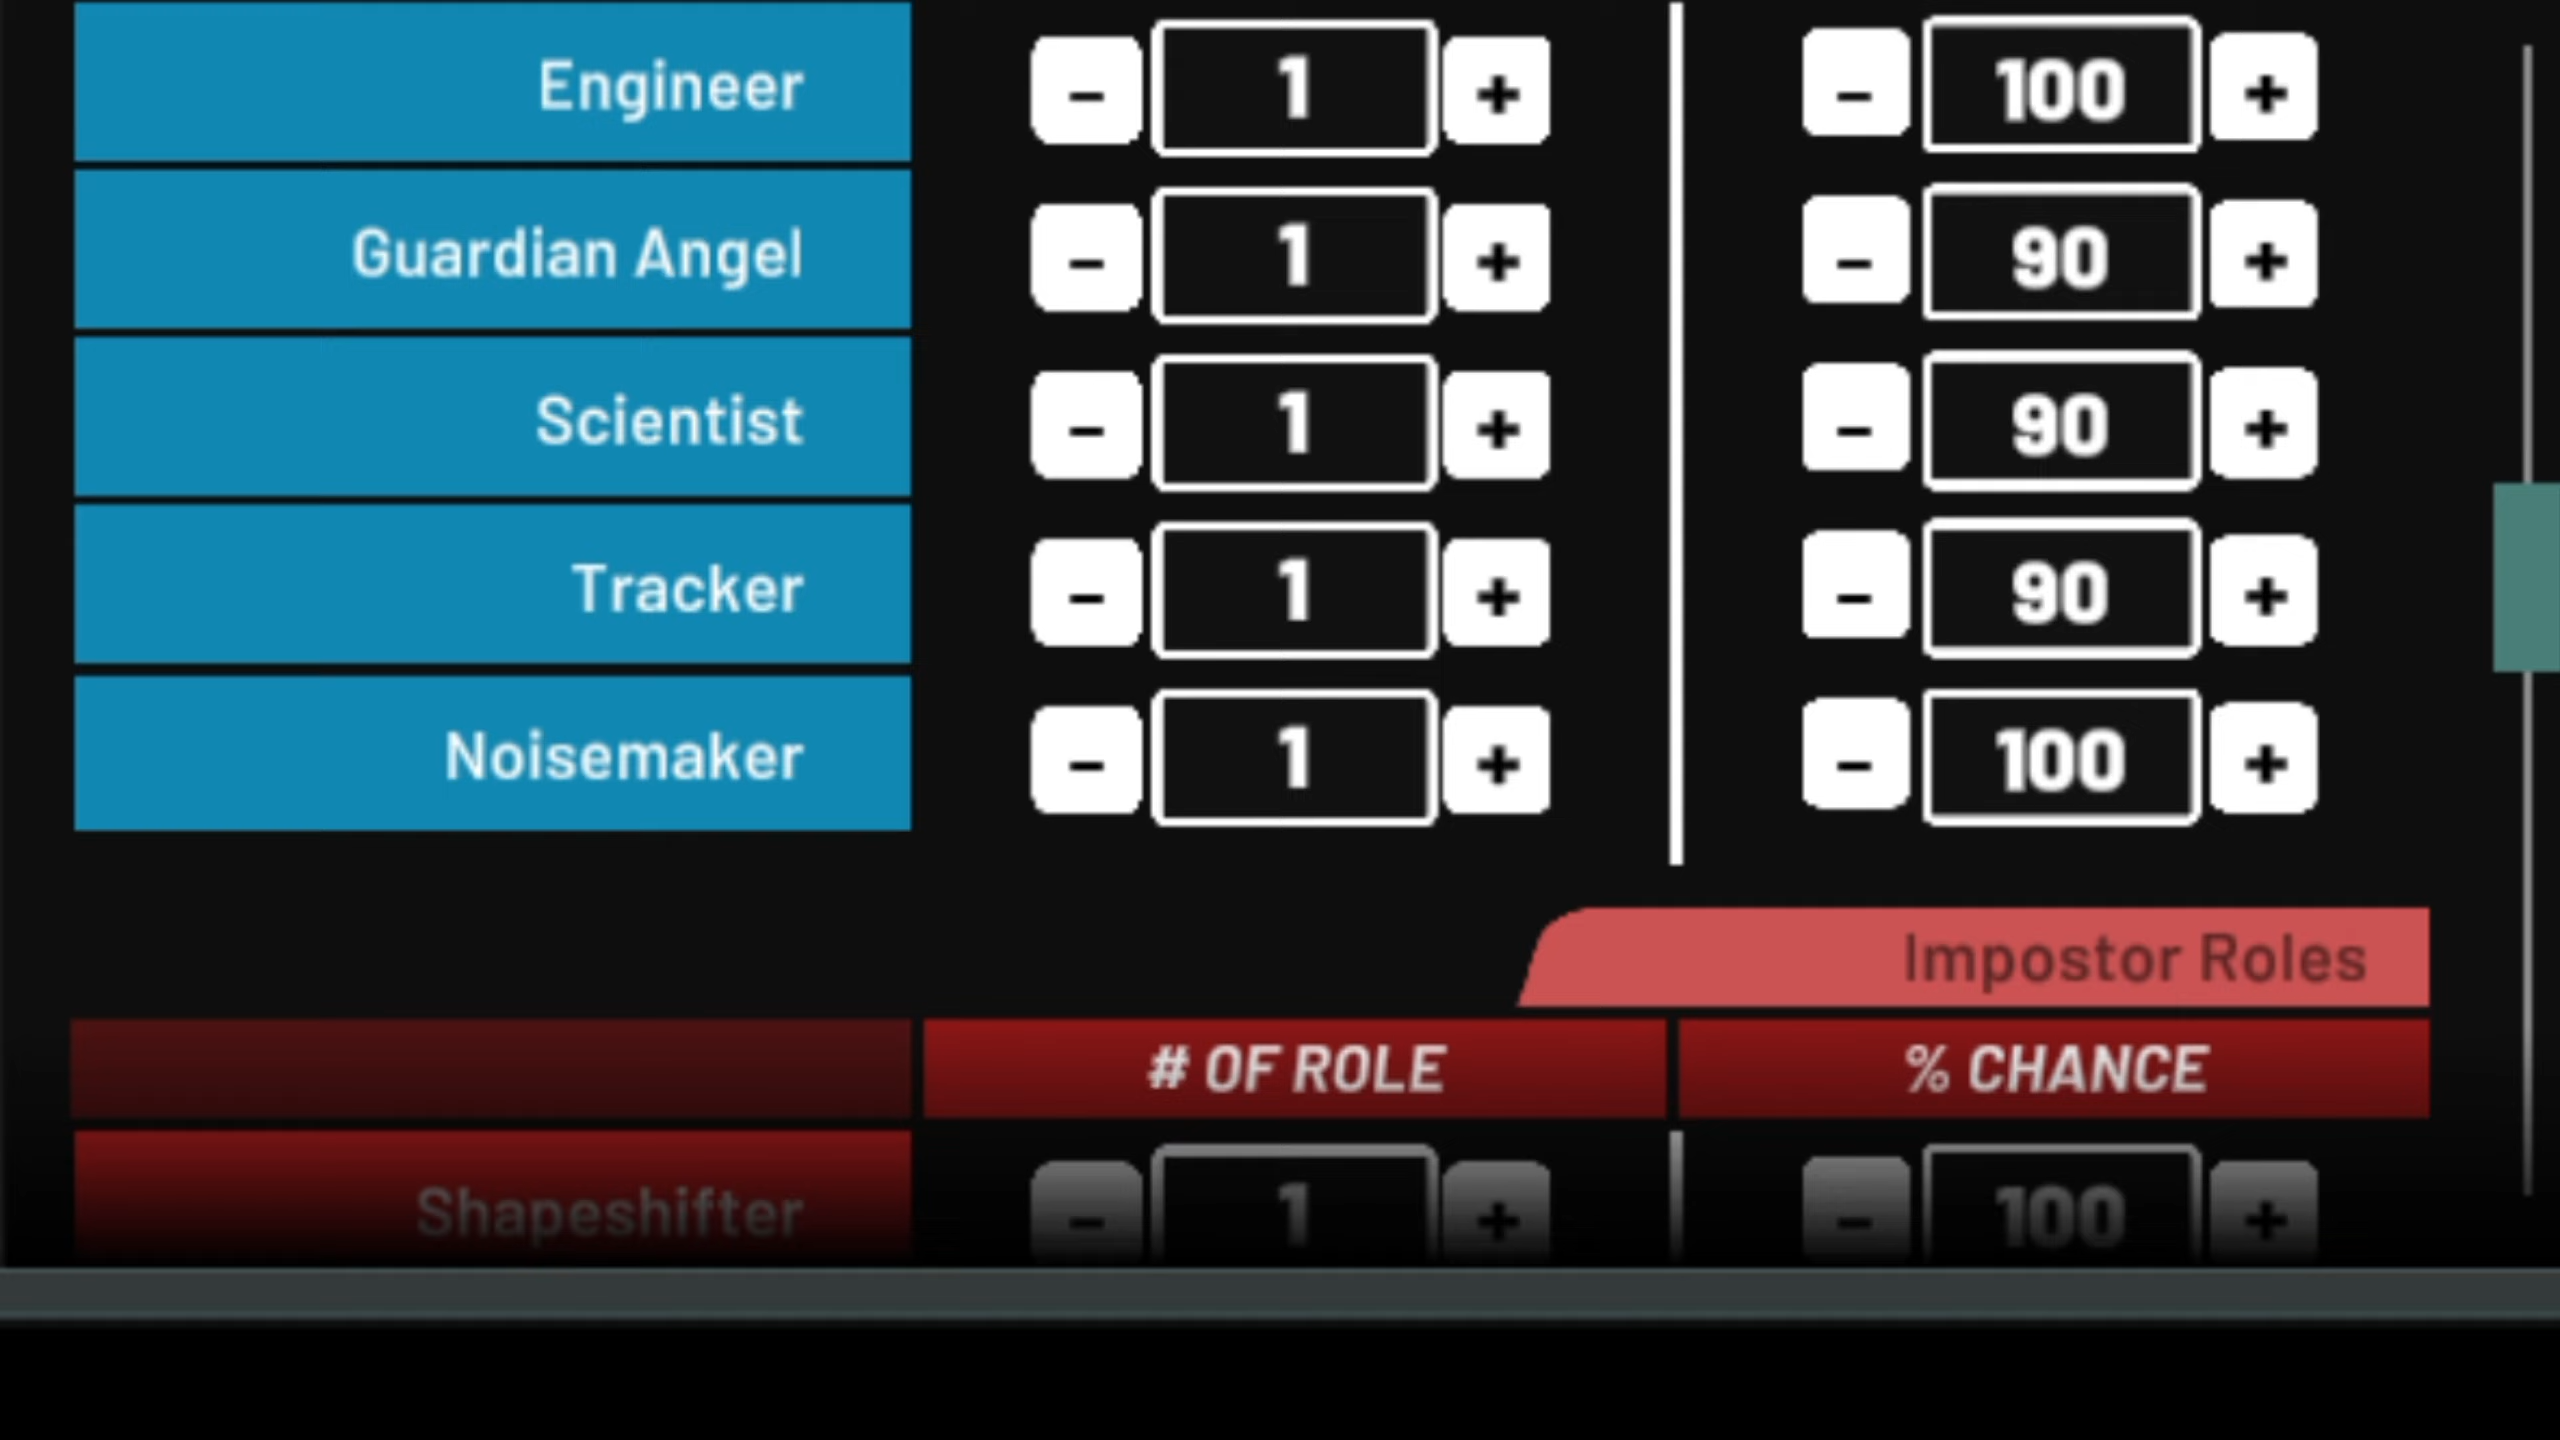 Engineer - 1 + - 100 +
Guardian Angel - 1 + - 90 +
Scientist - 1 + - 90 +
Tracker - 1 + - 90 +
Noisemaker - 1 + - 100 +
Impostor Roles
# OF ROLE % CHANCE
Shapeshifter - 1 + - 100 +